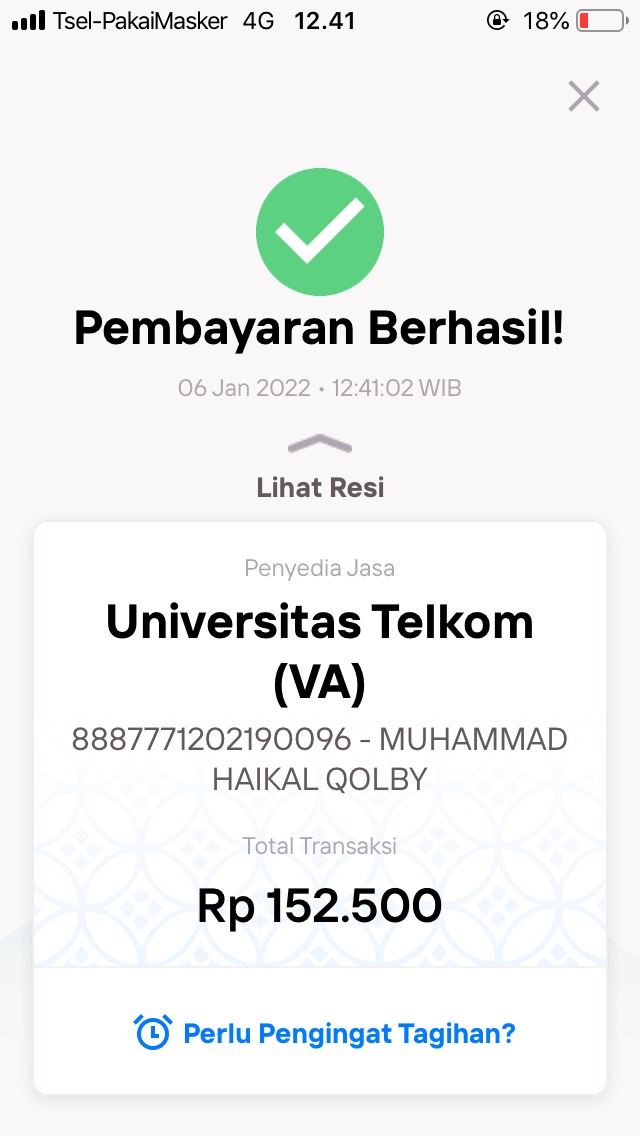 Tsel-PakaiMasker 4G 12.41 18%
Pembayaran Berhasil!
06 Jan 2022 • 12:41:02 WIB
Lihat Resi
Penyedia Jasa
Universitas Telkom
(VA)
8887771202190096 - MUHAMMAD
HAIKAL QOLBY
Total Transaksi
Rp 152.500
Perlu Pengingat Tagihan?